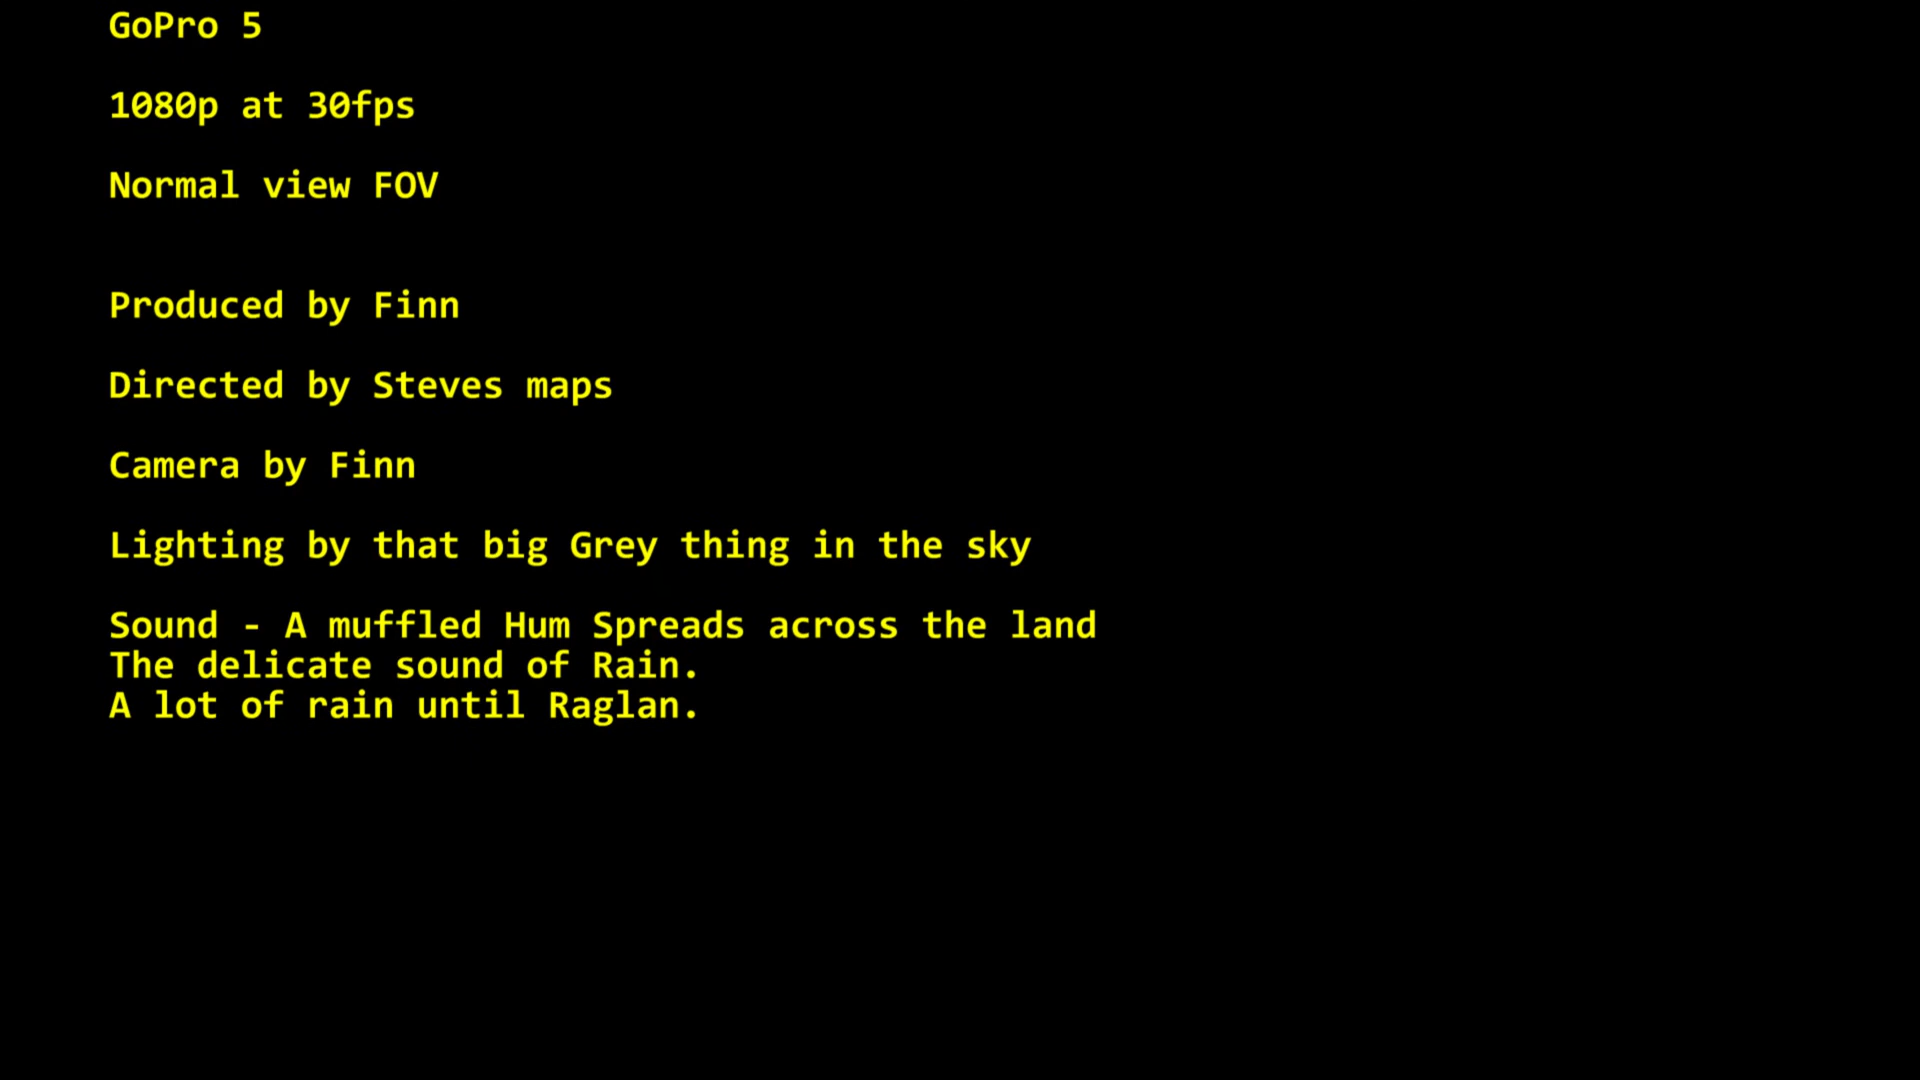 GoPro 5
1080p at 30fps
Normal view FOV
Produced by Finn
Directed by Steves maps
Camera by Finn
Lighting by that big Grey thing in the sky
Sound - A muffled Hum Spreads across the land
The delicate sound of Rain.
A lot of rain until Raglan.